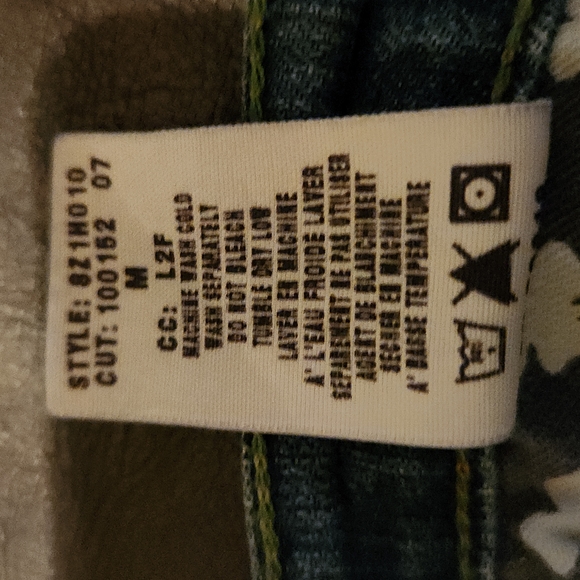 STYLE: 8Z1H010
CUT: 100152 07
M
CC: L2F
MACHINE WASH COLD
WASH SEPARATELY
DO NOT BLEACH
TUMBLE DRY LOW
LAVER EN MACHINE
A' L'EAU FROIDE LAVER
SEPAREMENT NE PAS UTILISER
AGENT DE BLANCHIMENT
SECHER EN MACHINE
A' BASSE TEMPERATURE